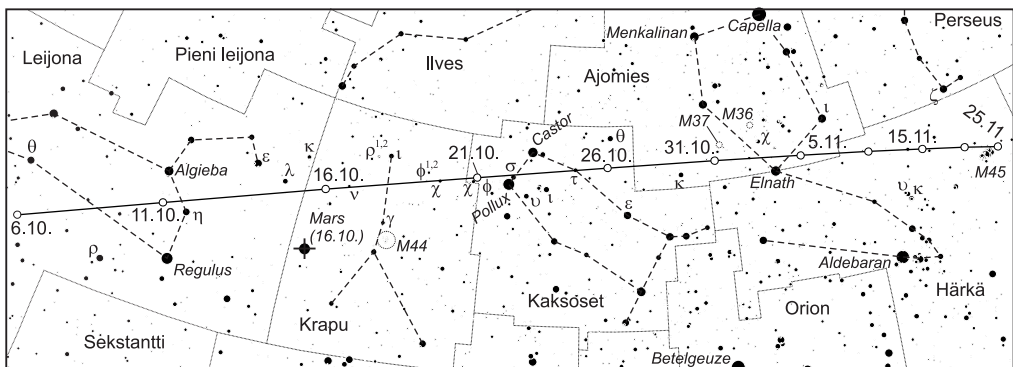 Leijona
Pieni leijona
Ilves
Ajomies
Menkalinan
Capella
Perseus
θ
Algieba
ε
λ
κ
ρ1,2
ι
ϕ1,2
χ
21.10.
χ
ϕ
σ
Castor
θ
M37
M36
χ
ι
ζ
6.10.
11.10.
16.10.
ν
Pollux
τ
26.10.
31.10.
5.11.
15.11.
25.11.
M45
Elnath
η
ρ
Regulus
Mars
(16.10.)
γ
M44
υ
ι
ε
κ
υ
κ
Aldebaran
Härkä
Sekstantti
Krapu
Kaksoset
Orion
Betelgeuze